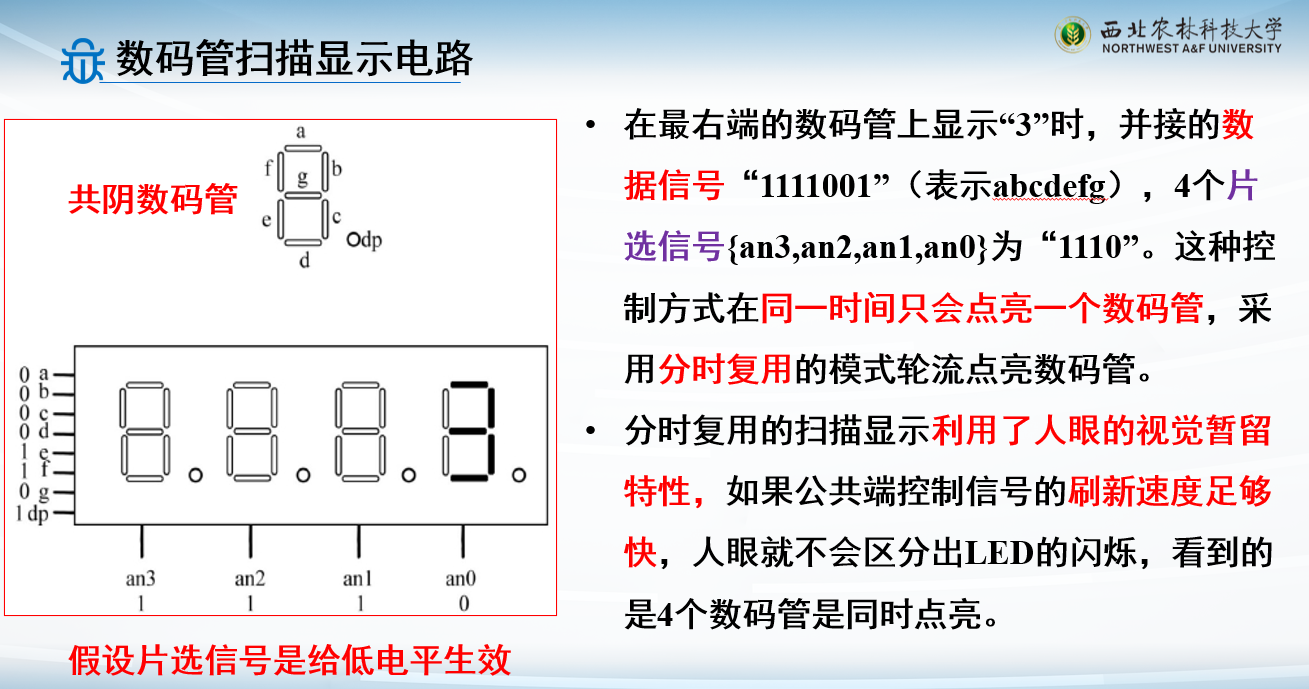 数码管扫描显示电路
西北农林科技大学
NORTHWEST A&F UNIVERSITY
共阴数码管
a
f
g
b
e
c
dp
d
0 a
0 b
0 c
0 d
1 e
1 f
0 g
1 dp
an3 an2 an1 an0
1 1 1 0
假设片选信号是给低电平生效
• 在最右端的数码管上显示“3”时，并接的数
据信号“1111001”（表示abcdefg），4个片
选信号{an3,an2,an1,an0}为“1110”。这种控
制方式在同一时间只会点亮一个数码管，采
用分时复用的模式轮流点亮数码管。
• 分时复用的扫描显示利用了人眼的视觉暂留
特性，如果公共端控制信号的刷新速度足够
快，人眼就不会区分出LED的闪烁，看到的
是4个数码管是同时点亮。